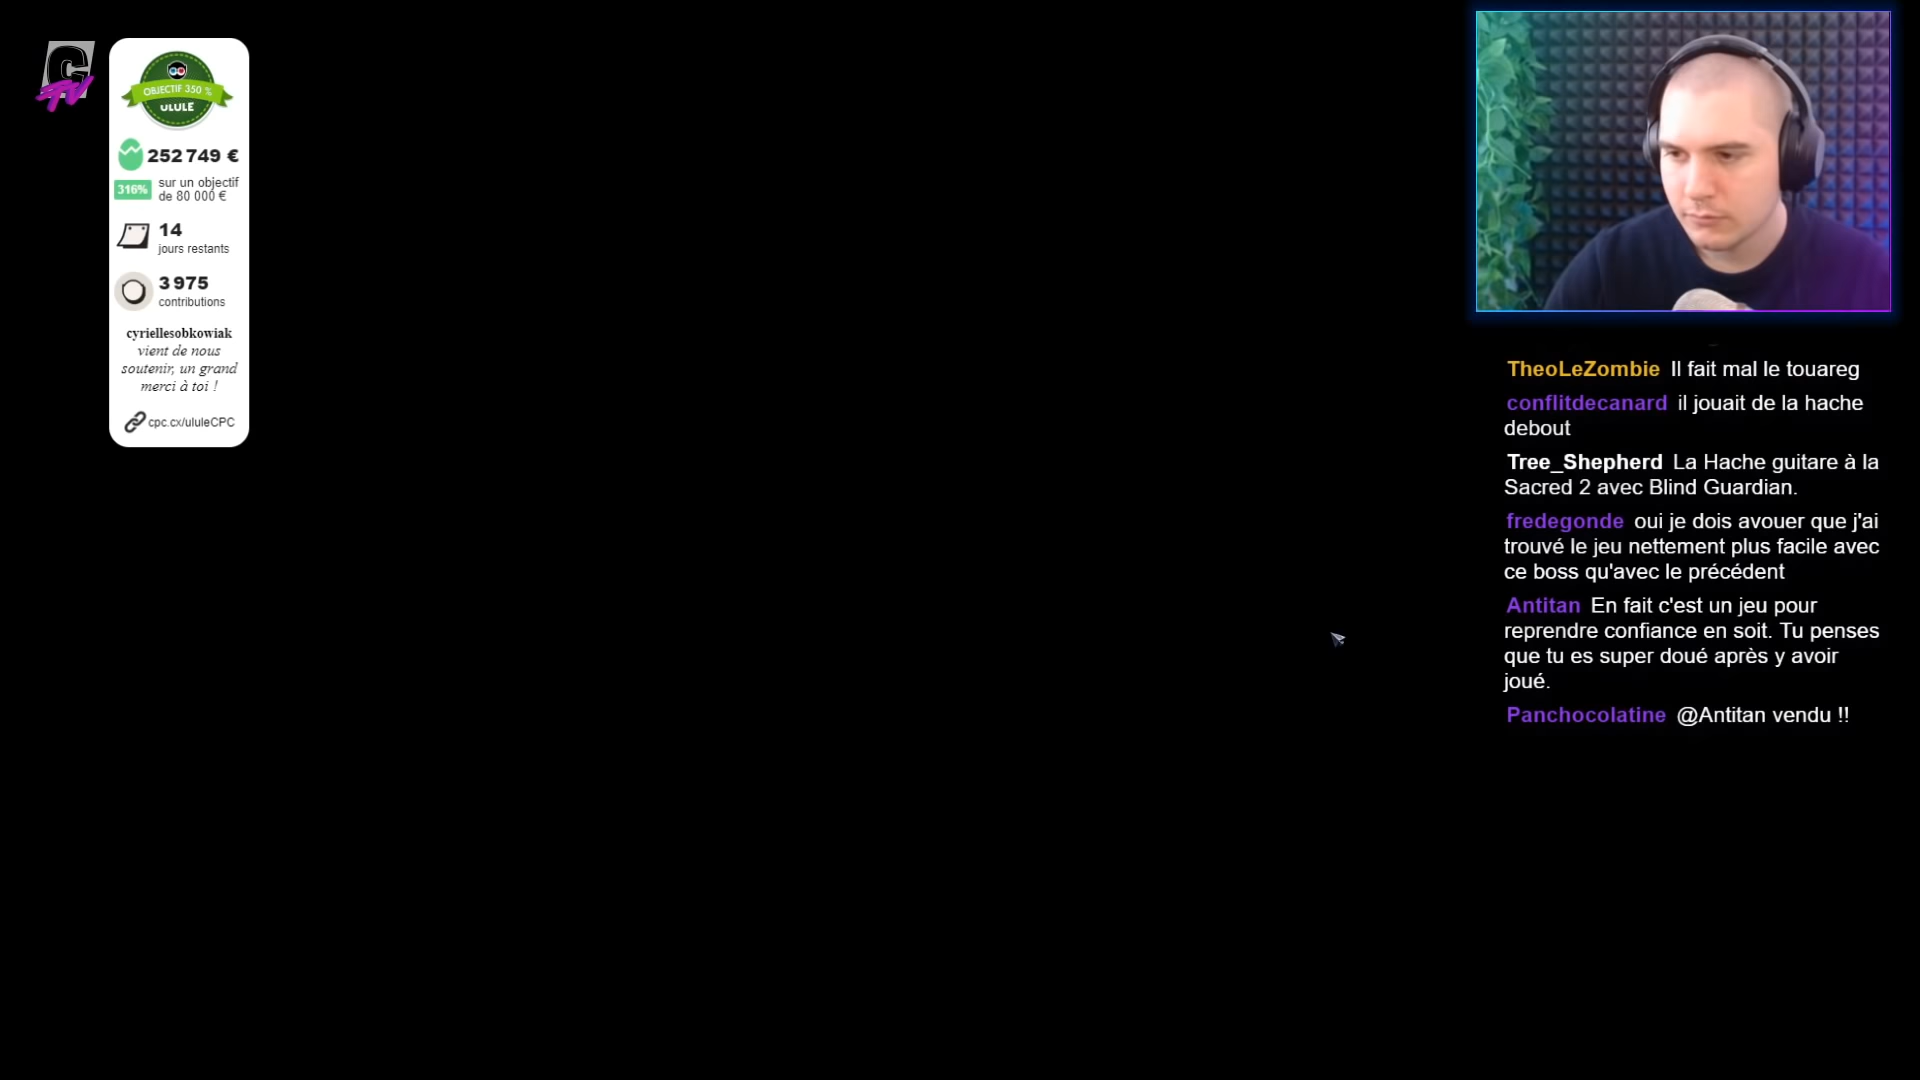 C
TV
OBJECTIF 350 %
ULULE
252 749 €
316%
sur un objectif
de 80 000 €
14
jours restants
3 975
contributions
cyriellesobkowiak
vient de nous
soutenir, un grand
merci à toi !
cpc.cx/ululeCPC
TheoLeZombie Il fait mal le touareg
conflitdecanard il jouait de la hache
debout
Tree_Shepherd La Hache guitare à la
Sacred 2 avec Blind Guardian.
fredegonde oui je dois avouer que j'ai
trouvé le jeu nettement plus facile avec
ce boss qu'avec le précédent
Antitan En fait c'est un jeu pour
reprendre confiance en soit. Tu penses
que tu es super doué après y avoir
joué.
Panchocolatine @Antitan vendu !!